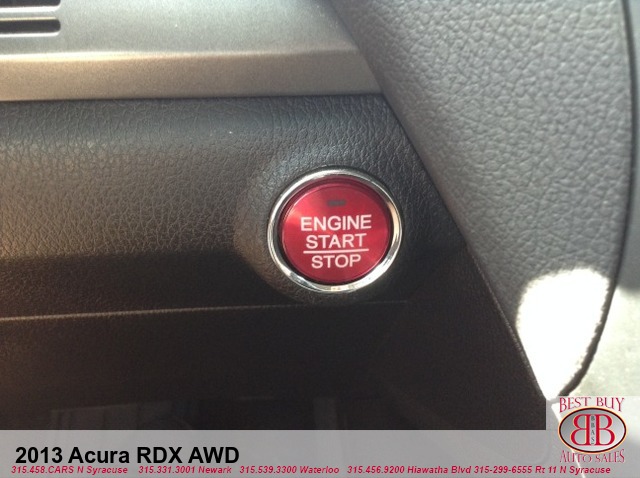 ENGINE
START
STOP
BEST BUY
BB
AUTO SALES
2013 Acura RDX AWD
315.458.CARS N Syracuse 315.331.3001 Newark 315.539.3300 Waterloo 315.456.9200 Hiawatha Blvd 315-299-6555 Rt 11 N Syracuse